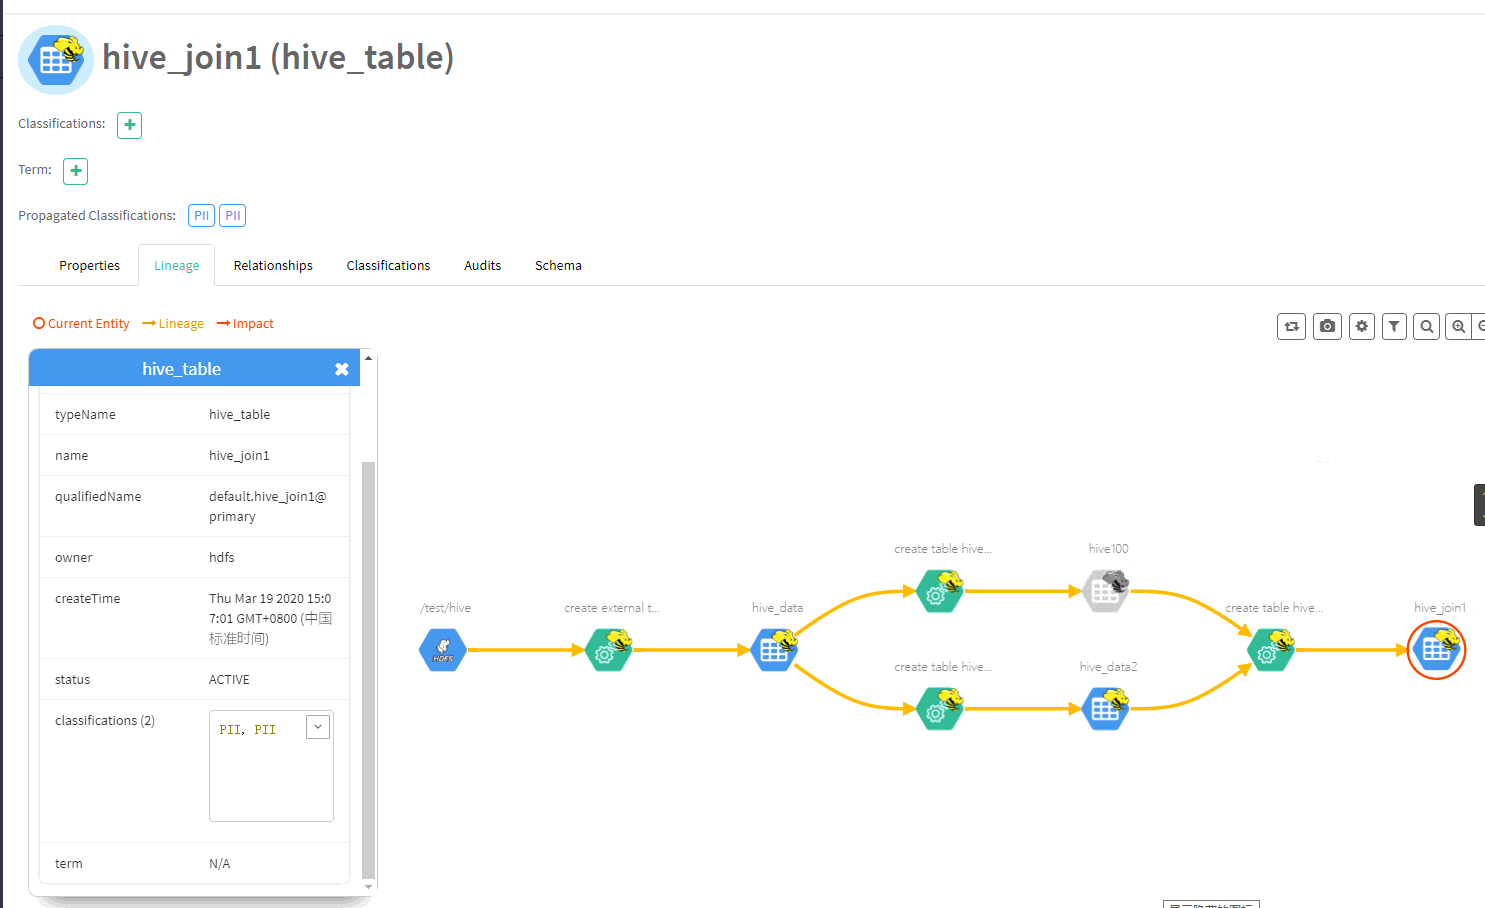 hive_join1 (hive_table)
Classifications:
Term:
Propagated Classifications: PII PII
Properties Lineage Relationships Classifications Audits Schema
Current Entity Lineage Impact
hive_table
typeName hive_table
name hive_join1
qualifiedName default.hive_join1@
primary
owner hdfs
createTime Thu Mar 19 2020 15:0
7:01 GMT+0800 (中国
标准时间)
status ACTIVE
classifications (2) PII, PII
term N/A
/test/hive
HDFS
create external t...
hive_data
create table hive...
hive100
create table hive...
hive_data2
create table hive...
hive_join1